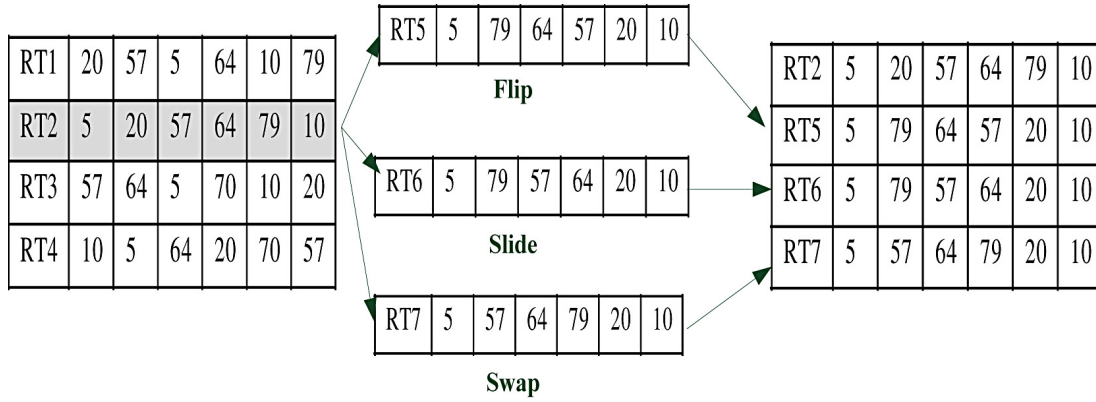 RT1 20 57 5 64 10 79
RT2 5 20 57 64 79 10
RT3 57 64 5 70 10 20
RT4 10 5 64 20 70 57
RT5 5 79 64 57 20 10
Flip
RT6 5 79 57 64 20 10
Slide
RT7 5 57 64 79 20 10
Swap
RT2 5 20 57 64 79 10
RT5 5 79 64 57 20 10
RT6 5 79 57 64 20 10
RT7 5 57 64 79 20 10